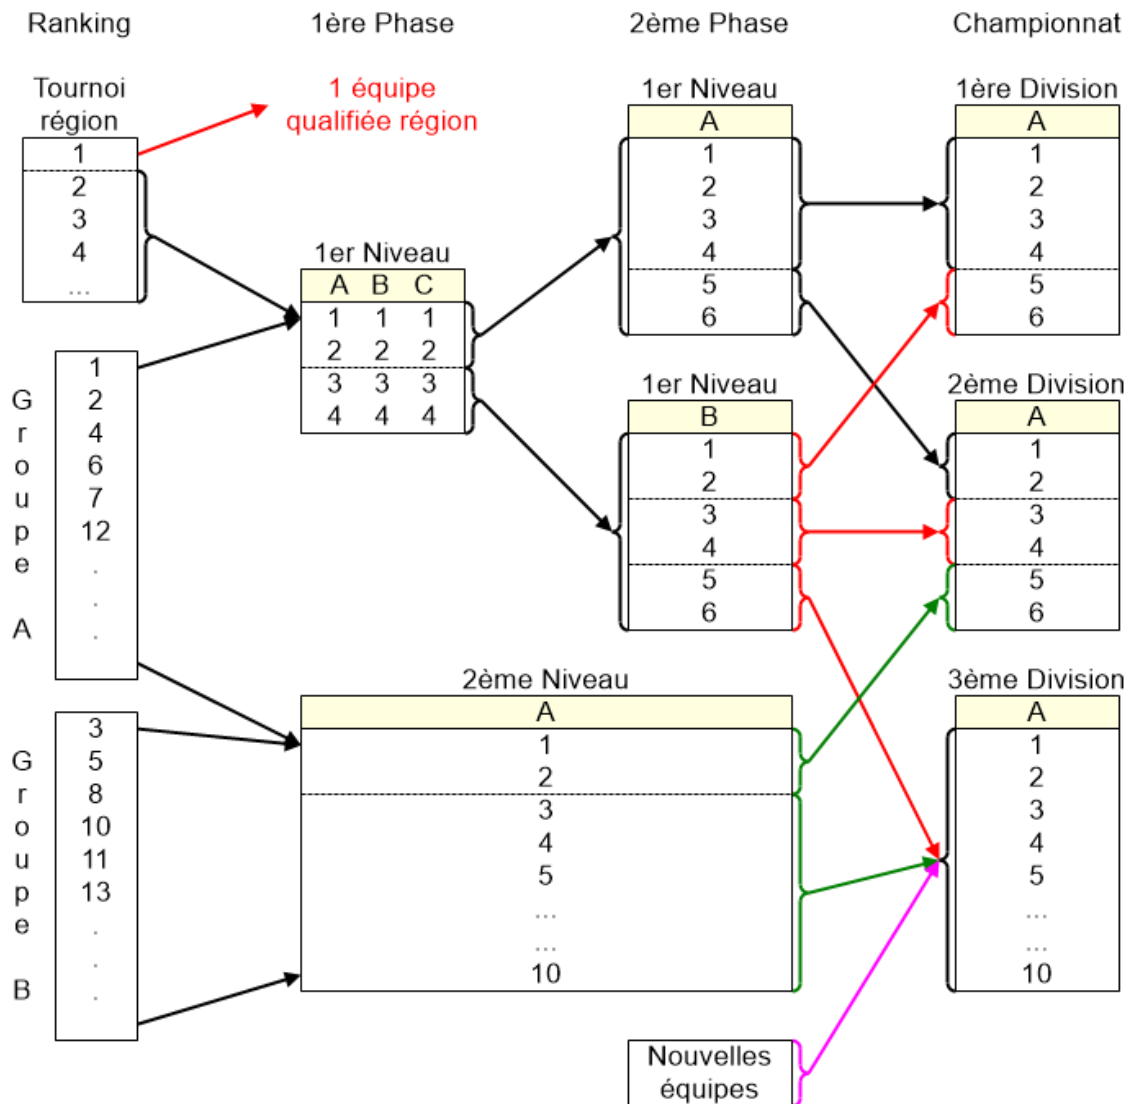 Ranking
1ère Phase
2ème Phase
Championnat
Tournoi
région
1
2
3
4
...
1 équipe
qualifiée région
1er Niveau
A B C
1 1 1
2 2 2
3 3 3
4 4 4
Groupe A
1
2
4
6
7
12
.
.
.
Groupe B
3
5
8
10
11
13
.
.
.
1er Niveau
A
1
2
3
4
5
6
1er Niveau
B
1
2
3
4
5
6
2ème Niveau
A
1
2
3
4
5
...
...
10
Nouvelles
équipes
1ère Division
A
1
2
3
4
5
6
2ème Division
A
1
2
3
4
5
6
3ème Division
A
1
2
3
4
5
...
...
10